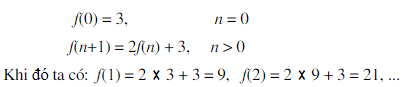 f(0) = 3, n = 0
f(n+1) = 2f(n) + 3, n > 0
Khi đó ta có: f(1) = 2 × 3 + 3 = 9, f(2) = 2 × 9 + 3 = 21, ...